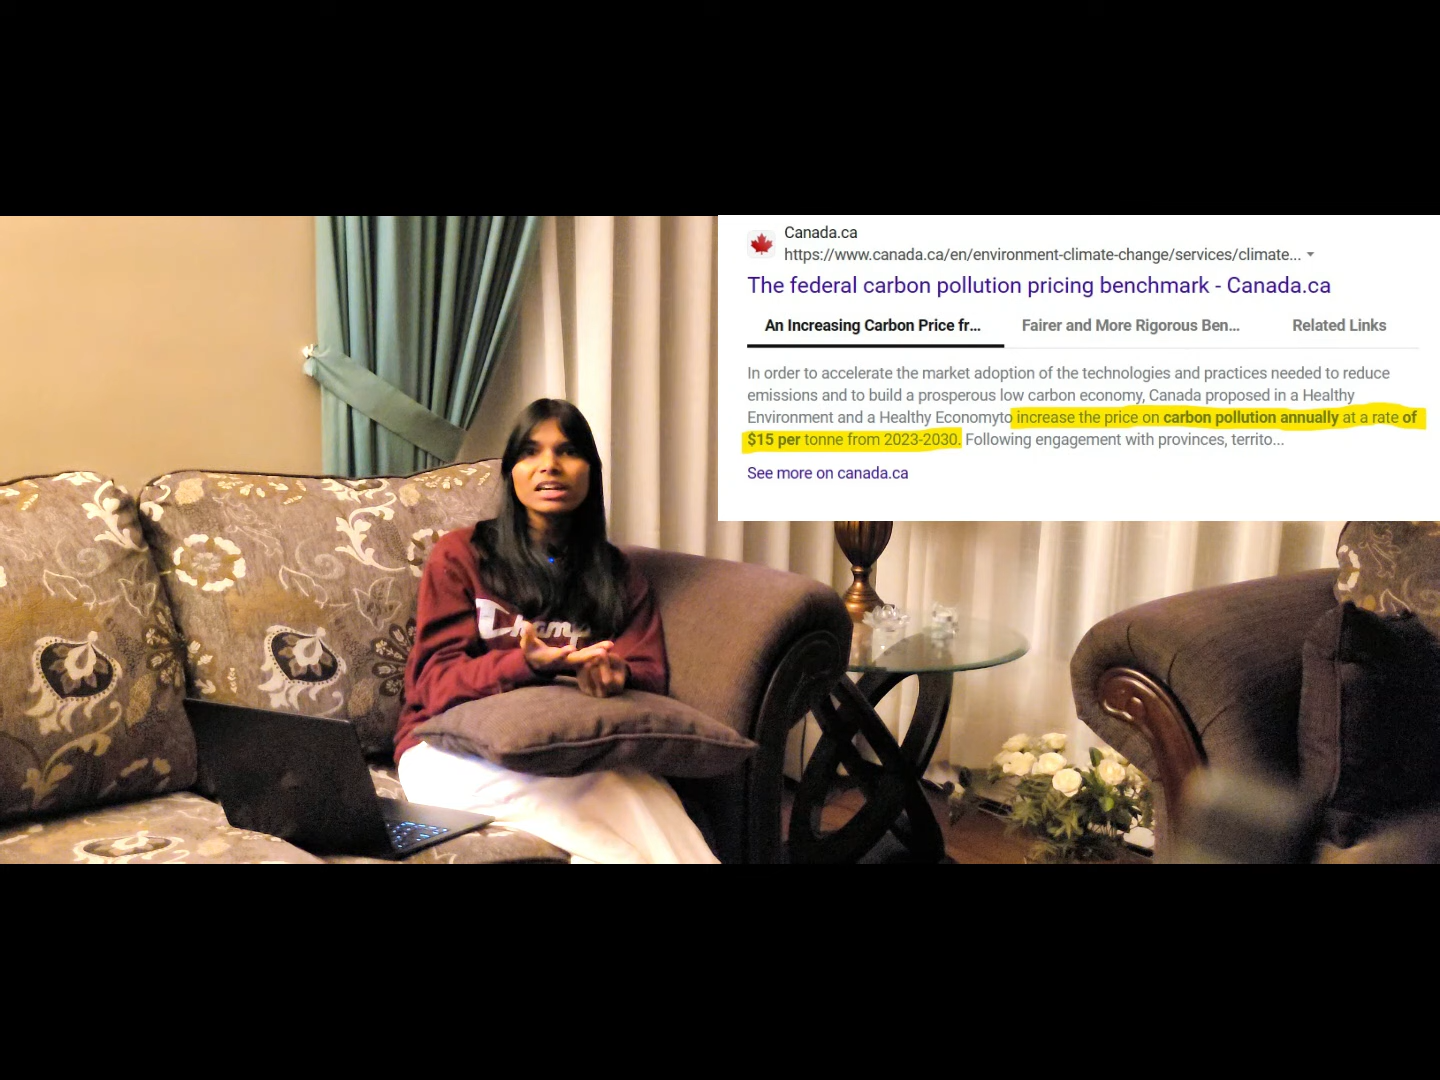 Canada.ca
https://www.canada.ca/en/environment-climate-change/services/climate...
The federal carbon pollution pricing benchmark - Canada.ca
An Increasing Carbon Price fr... Fairer and More Rigorous Ben... Related Links
In order to accelerate the market adoption of the technologies and practices needed to reduce
emissions and to build a prosperous low carbon economy, Canada proposed in a Healthy
Environment and a Healthy Economyto increase the price on carbon pollution annually at a rate of
$15 per tonne from 2023-2030. Following engagement with provinces, territo...
See more on canada.ca
Champ